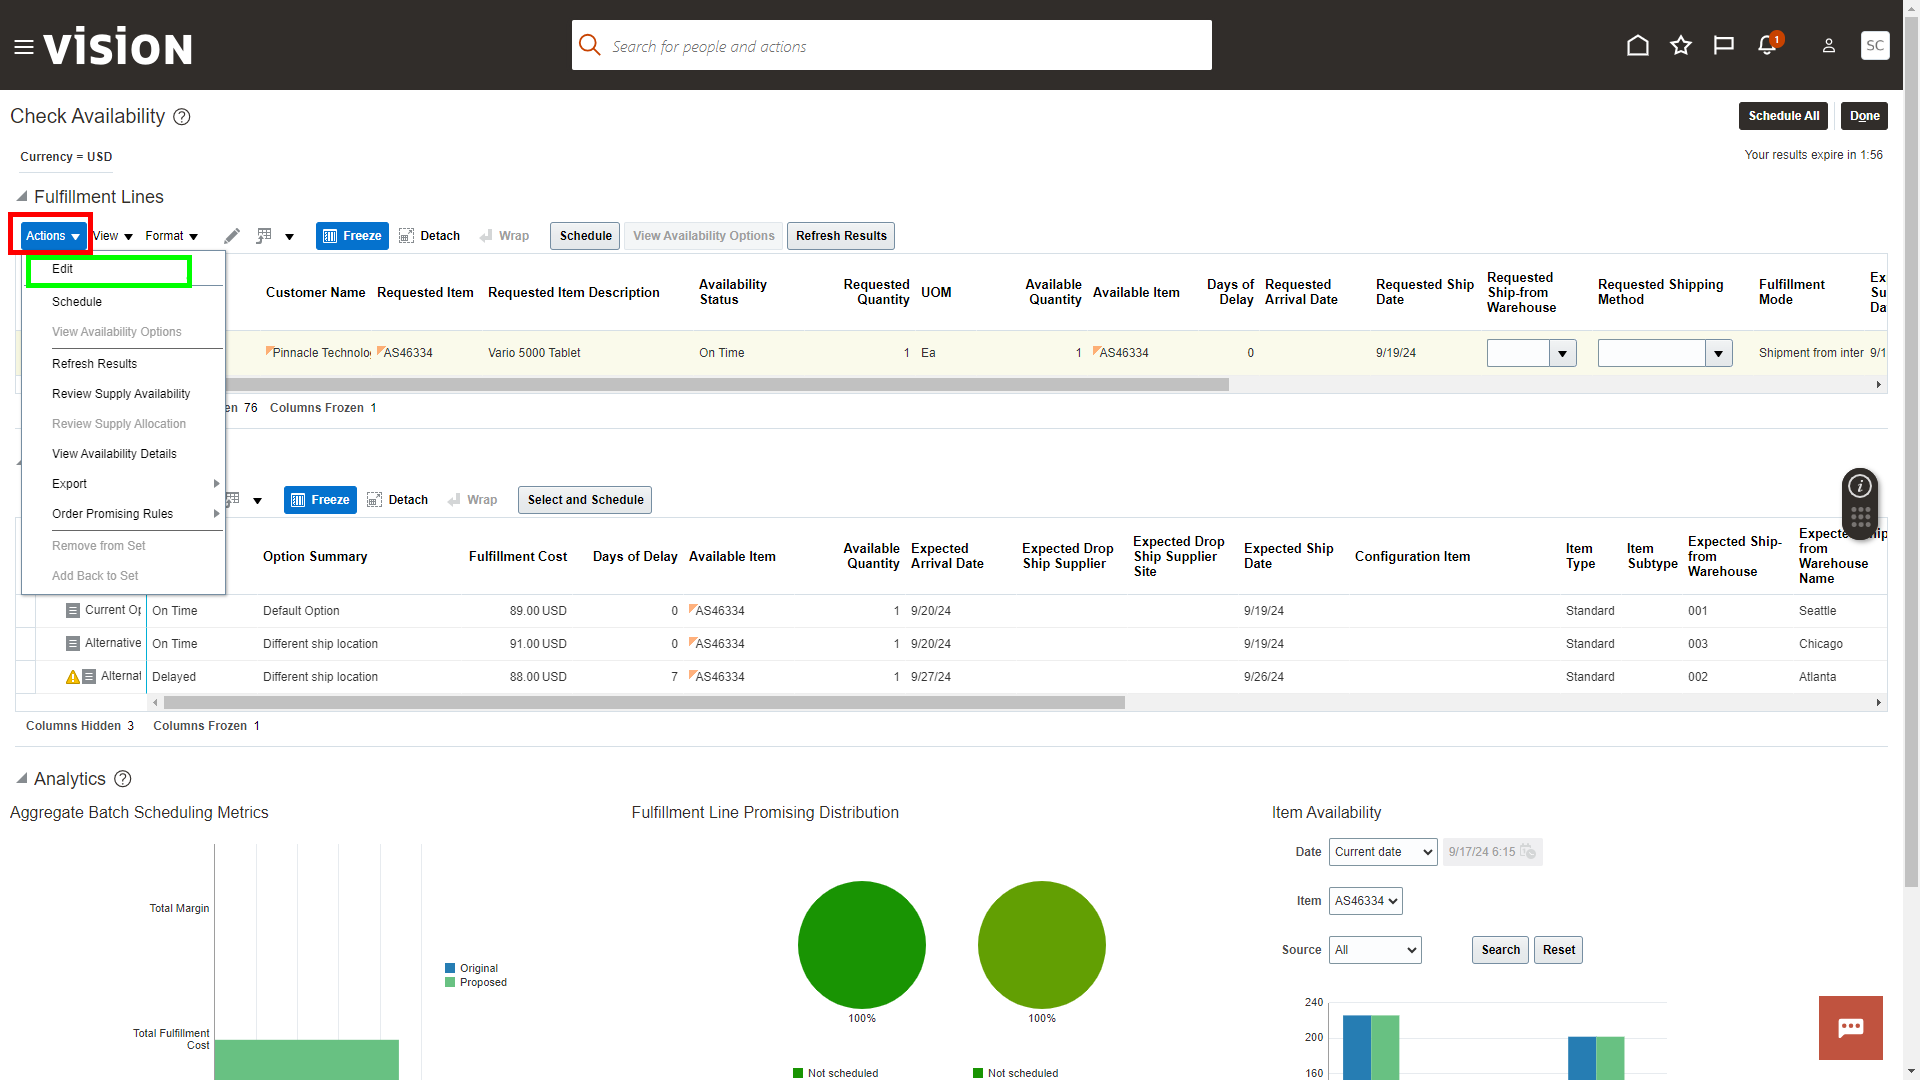 VISION
Search for people and actions
1
SC
Check Availability
Schedule All
Done
Currency = USD
Your results expire in 1:56
Fulfillment Lines
Actions View Format Freeze Detach Wrap Schedule View Availability Options Refresh Results
Edit
Schedule
View Availability Options
Refresh Results
Review Supply Availability
Review Supply Allocation
View Availability Details
Export
Order Promising Rules
Remove from Set
Add Back to Set
Customer Name Requested Item Requested Item Description Availability Status Requested Quantity UOM Available Quantity Available Item Days of Delay Requested Arrival Date Requested Ship Date Requested Ship-from Warehouse Requested Shipping Method Fulfillment Mode Ex Su Da
Pinnacle Technolo AS46334 Vario 5000 Tablet On Time 1 Ea 1 AS46334 0 9/19/24 Shipment from inter 9/1
en 76 Columns Frozen 1
Freeze Detach Wrap Select and Schedule
Option Summary Fulfillment Cost Days of Delay Available Item Available Quantity Expected Arrival Date Expected Drop Ship Supplier Expected Drop Ship Supplier Site Expected Ship Date Configuration Item Item Type Item Subtype Expected Ship-from Warehouse Expected Ship from Warehouse Name
Current Op On Time Default Option 89.00 USD 0 AS46334 1 9/20/24 9/19/24 Standard 001 Seattle
Alternative On Time Different ship location 91.00 USD 0 AS46334 1 9/20/24 9/19/24 Standard 003 Chicago
Alternat Delayed Different ship location 88.00 USD 7 AS46334 1 9/27/24 9/26/24 Standard 002 Atlanta
Columns Hidden 3 Columns Frozen 1
Analytics
Aggregate Batch Scheduling Metrics
Total Margin
Total Fulfillment Cost
Original
Proposed
Fulfillment Line Promising Distribution
100% 100%
Not scheduled Not scheduled
Item Availability
Date Current date 9/17/24 6:15
Item AS46334
Source All Search Reset
240
200
160